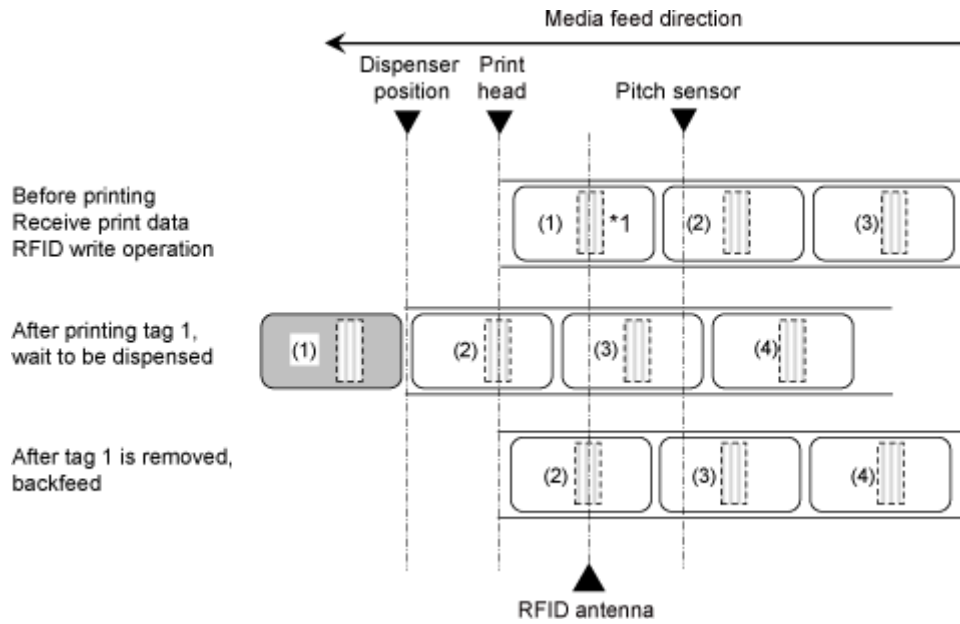 Media feed direction
Dispenser position
Print head
Pitch sensor
Before printing
Receive print data
RFID write operation
(1) *1 (2) (3)
After printing tag 1,
wait to be dispensed
(1) (2) (3) (4)
After tag 1 is removed,
backfeed
(2) (3) (4)
RFID antenna